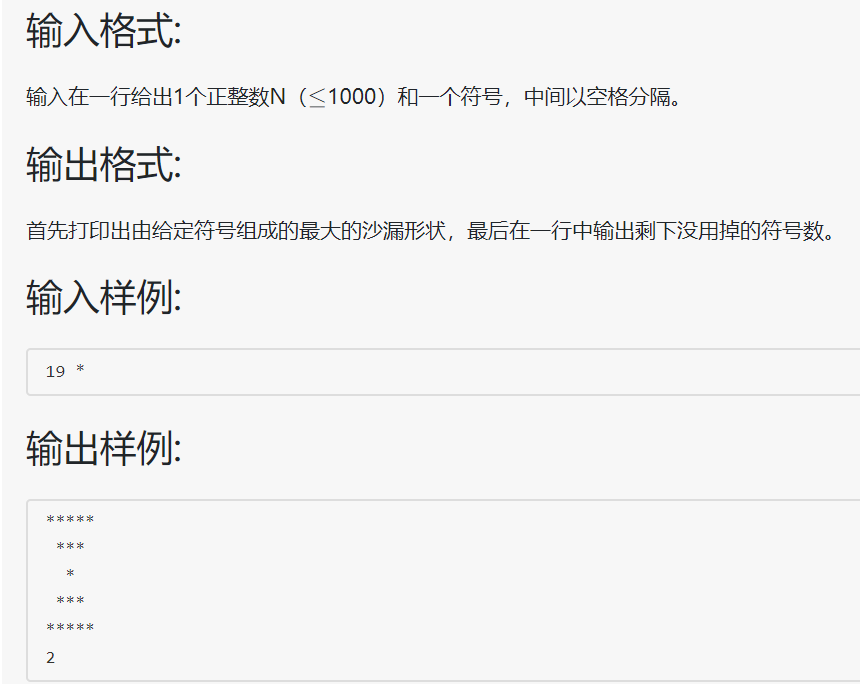 输入格式:
输入在一行给出1个正整数N（≤1000）和一个符号，中间以空格分隔。
输出格式:
首先打印出由给定符号组成的最大的沙漏形状，最后在一行中输出剩下没用掉的符号数。
输入样例:
19 *
输出样例:
*****
 ***
  *
 ***
*****
2